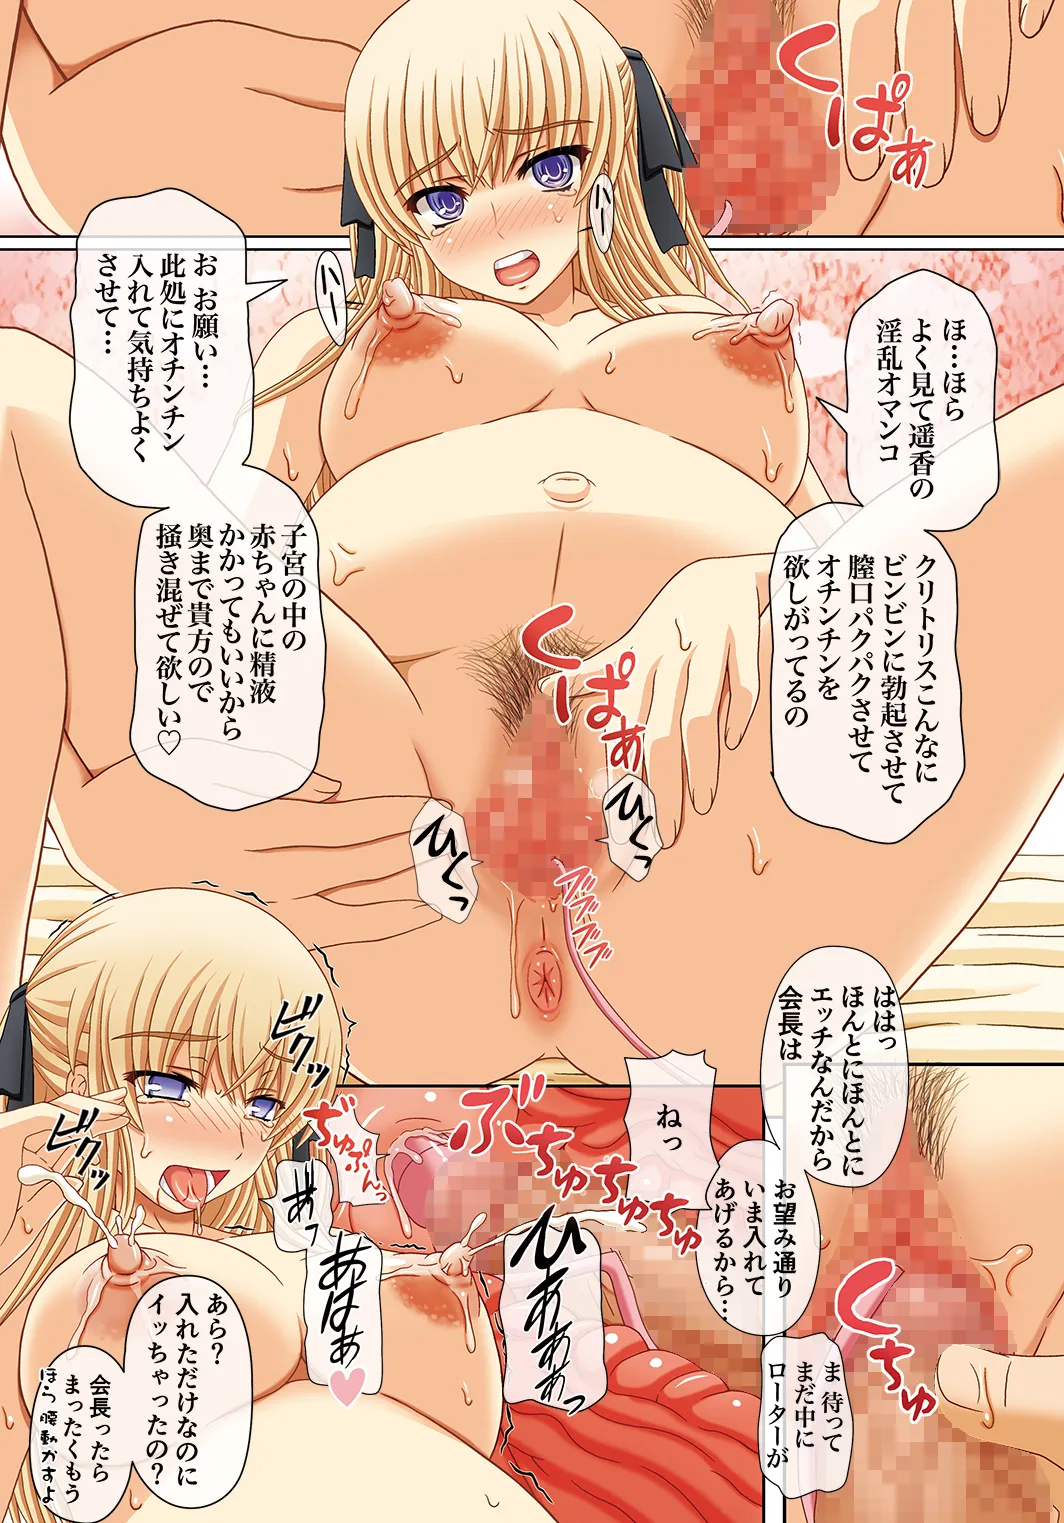 くぱぁ
ほ…ほら
よく見て遥香の
淫乱オマンコ
クリトリスこんなに
ビンビンに勃起させて
膣口パクパクさせて
オチンチンを
欲しがってるの
ハー
ハー
お お願い…
此処にオチンチン
入れて気持ちよく
させて…
子宮の中の
赤ちゃんに精液
かかってもいいから
奥まで貴方ので
掻き混ぜて欲しい♡
くぱぁ
ひくっ
ひくっ
ブブブ
ズズズ
ははっ
ほんとにほんとに
エッチなんだから
会長は
お望み通り
いま入れて
あげるから…
ねっ
ま 待って
まだ中に
ローターが
くちゅ
ぶちゅちゅちゅ
ぢゅぷんっ
ビクッ
ビクッ
ひああああっ
あっ
あはぁ♡
あら?
入れただけなのに
イッちゃったの?
会長ったら
まったくもう
ほら腰動かすよ